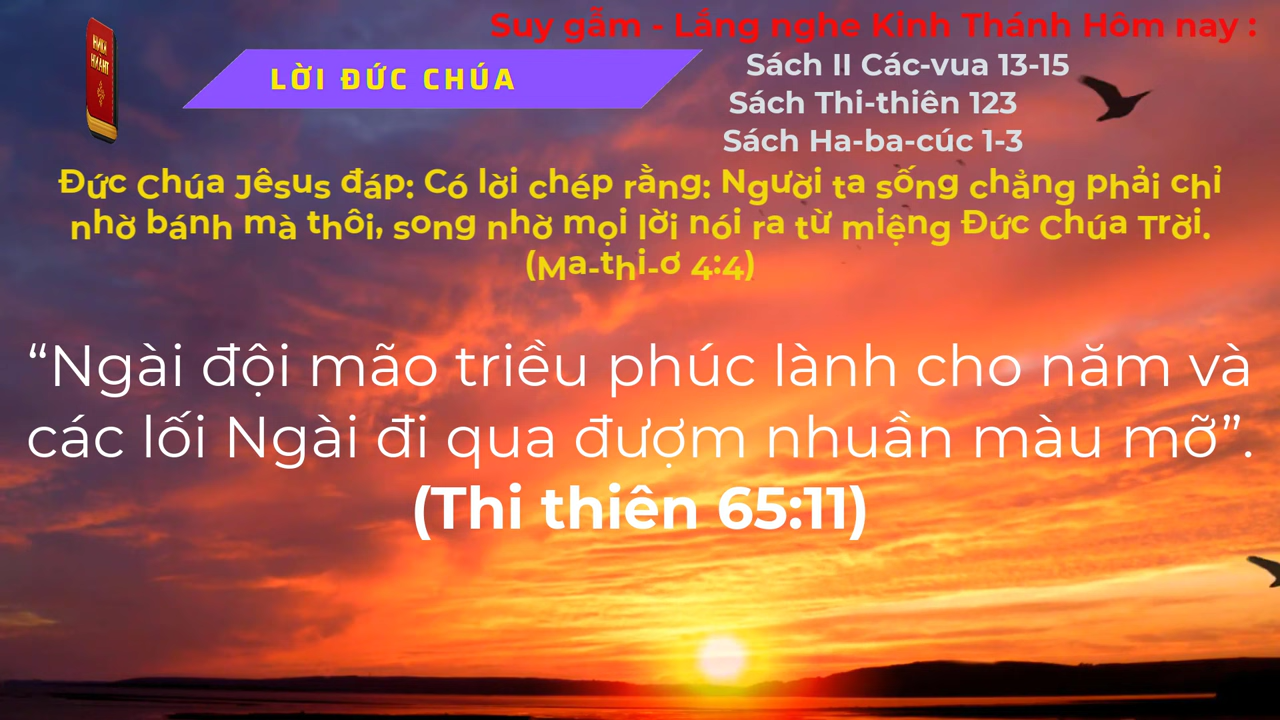 Suy gẫm - Lắng nghe Kinh Thánh Hôm nay :
KINH
THÁNH
LỜI ĐỨC CHÚA
Sách II Các-vua 13-15
Sách Thi-thiên 123
Sách Ha-ba-cúc 1-3
Đức Chúa Jêsus đáp: Có lời chép rằng: Người ta sống chẳng phải chỉ
nhờ bánh mà thôi, song nhờ mọi lời nói ra từ miệng Đức Chúa Trời.
(Ma-thi-ơ 4:4)
“Ngài đội mão triều phúc lành cho năm và
các lối Ngài đi qua đượm nhuần màu mỡ”.
(Thi thiên 65:11)